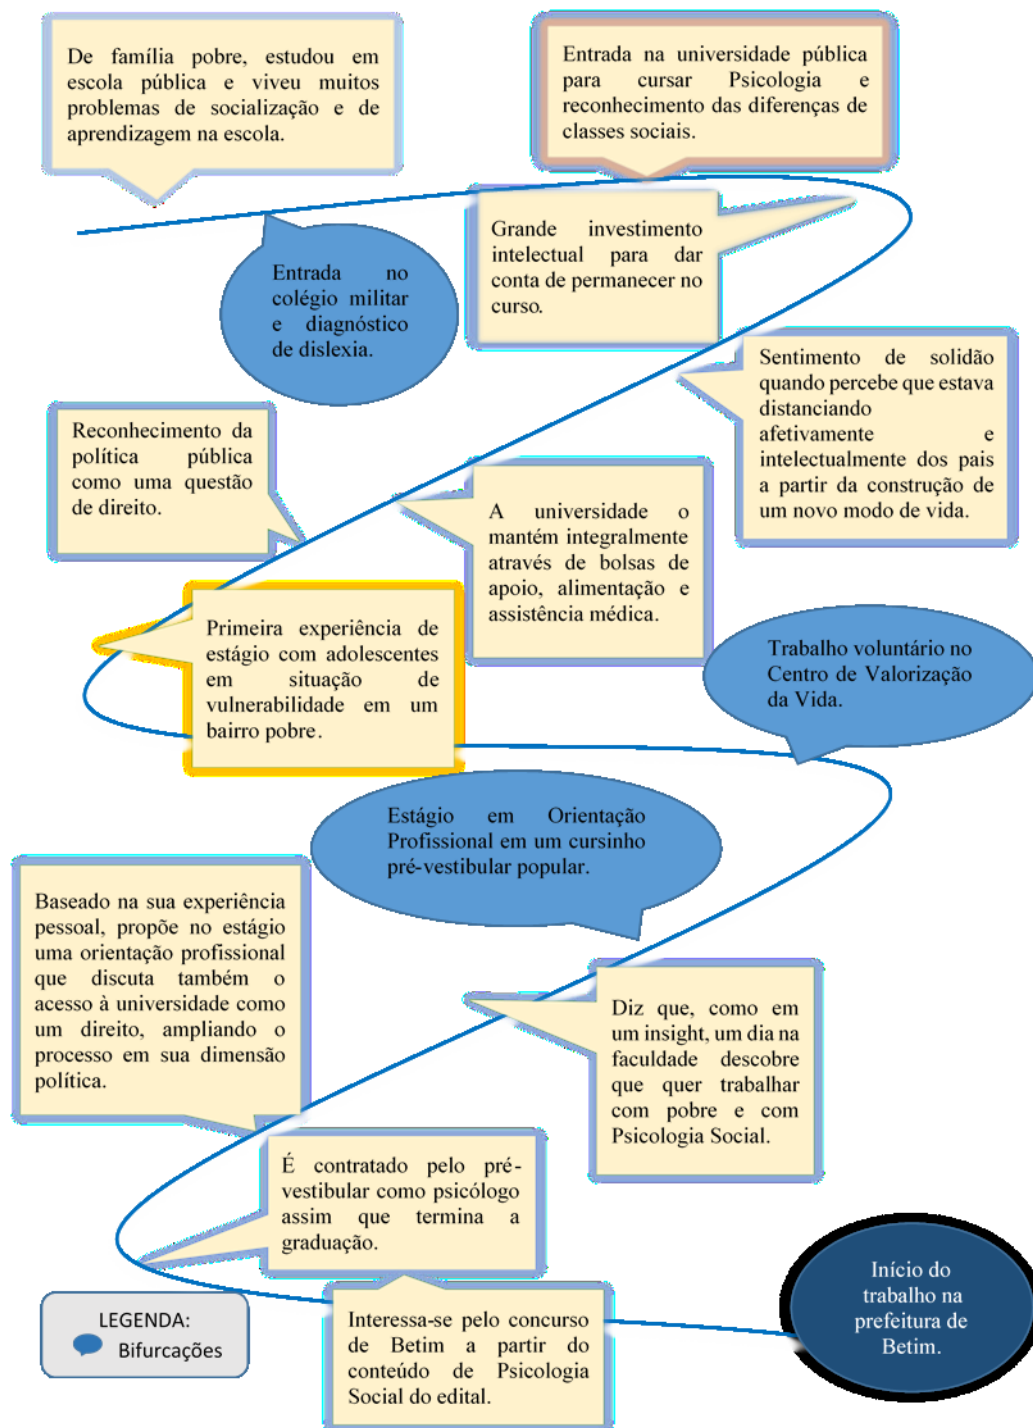 De família pobre, estudou em
escola pública e viveu muitos
problemas de socialização e de
aprendizagem na escola.
Entrada na universidade pública
para cursar Psicologia e
reconhecimento das diferenças de
classes sociais.
Entrada no
colégio militar
e diagnóstico
de dislexia.
Grande investimento
intelectual para dar
conta de permanecer no
curso.
Sentimento de solidão
quando percebe que estava
distanciando
afetivamente e
intelectualmente dos pais
a partir da construção de
um novo modo de vida.
Reconhecimento da
política pública
como uma questão
de direito.
A universidade o
mantém integralmente
através de bolsas de
apoio, alimentação e
assistência médica.
Primeira experiência de
estágio com adolescentes
em situação de
vulnerabilidade em um
bairro pobre.
Trabalho voluntário no
Centro de Valorização
da Vida.
Estágio em Orientação
Profissional em um cursinho
pré-vestibular popular.
Baseado na sua experiência
pessoal, propõe no estágio
uma orientação profissional
que discuta também o
acesso à universidade como
um direito, ampliando o
processo em sua dimensão
política.
Diz que, como em
um insight, um dia na
faculdade descobre
que quer trabalhar
com pobre e com
Psicologia Social.
É contratado pelo pré-
vestibular como psicólogo
assim que termina a
graduação.
Interessa-se pelo concurso
de Betim a partir do
conteúdo de Psicologia
Social do edital.
Início do
trabalho na
prefeitura de
Betim.
LEGENDA:
Bifurcações